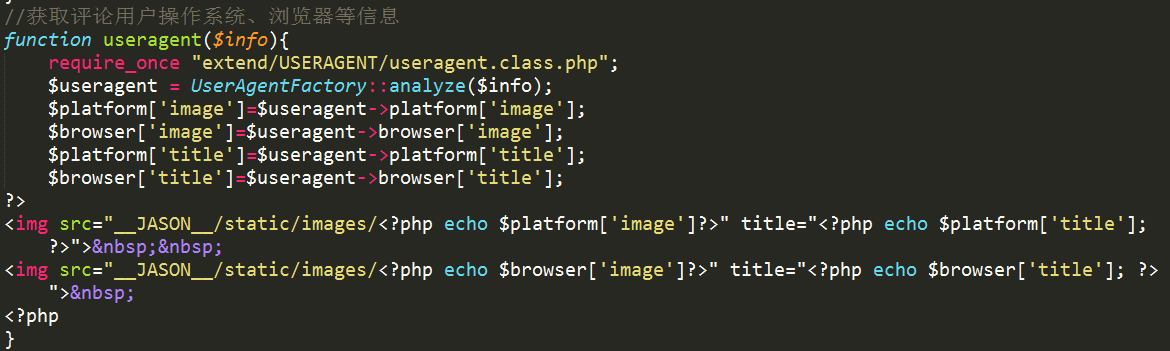 }
//获取评论用户操作系统、浏览器等信息
function useragent($info){
    require_once "extend/USERAGENT/useragent.class.php";
    $useragent = UserAgentFactory::analyze($info);
    $platform['image']=$useragent->platform['image'];
    $browser['image']=$useragent->browser['image'];
    $platform['title']=$useragent->platform['title'];
    $browser['title']=$useragent->browser['title'];
?>
<img src="__JASON__/static/images/<?php echo $platform['image']?>" title="<?php echo $platform['title'];
    ?>">&nbsp;&nbsp;
<img src="__JASON__/static/images/<?php echo $browser['image']?>" title="<?php echo $browser['title']; ?>
    ">&nbsp;
<?php
}